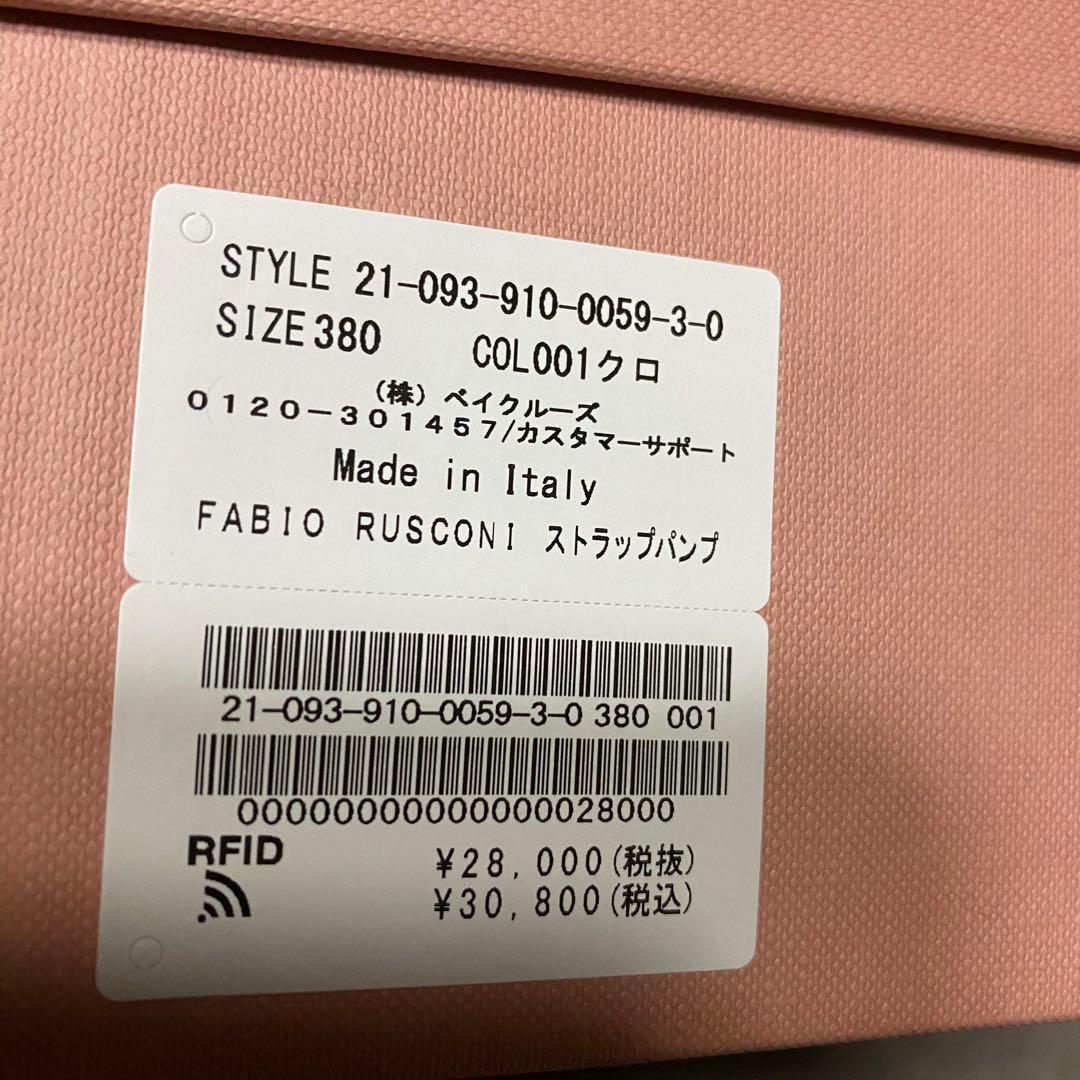 STYLE 21-093-910-0059-3-0
SIZE380 COL001クロ
(株)ベイクルーズ
0120-301457/カスタマーサポート
Made in Italy
FABIO RUSCONI ストラップパンプ
21-093-910-0059-3-0 380 001
00000000000000028000
RFID
¥28,000(税抜)
¥30,800(税込)